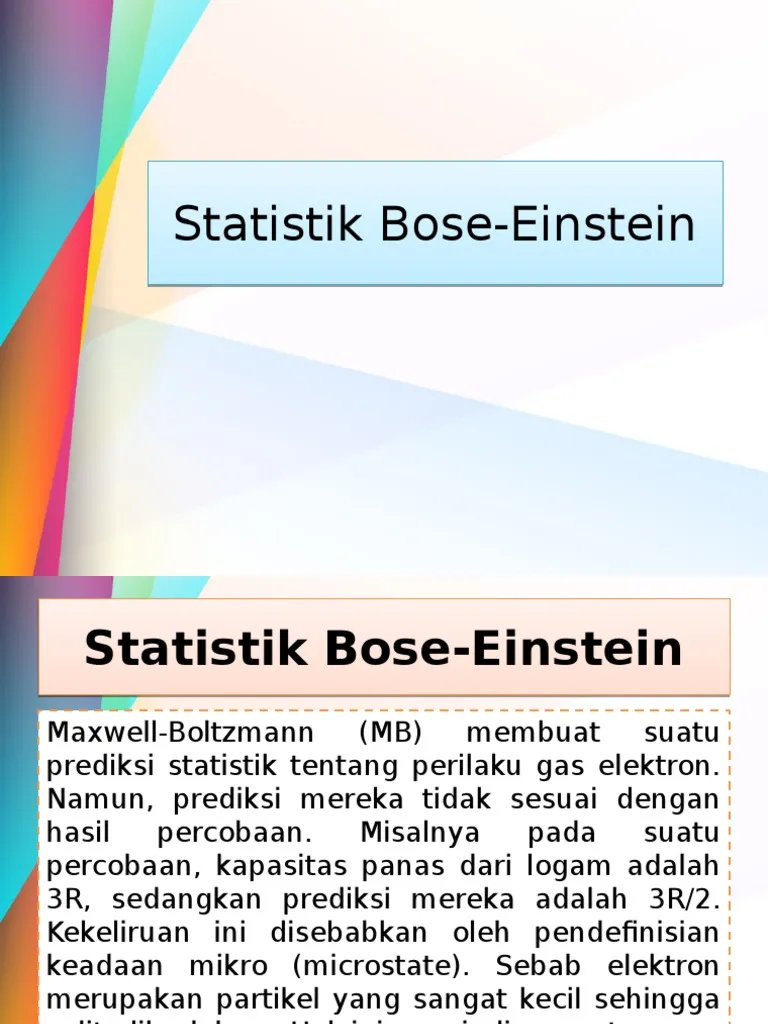 Statistik Bose-Einstein
Statistik Bose-Einstein
Maxwell-Boltzmann (MB) membuat suatu
prediksi statistik tentang perilaku gas elektron.
Namun, prediksi mereka tidak sesuai dengan
hasil percobaan. Misalnya pada suatu
percobaan, kapasitas panas dari logam adalah
3R, sedangkan prediksi mereka adalah 3R/2.
Kekeliruan ini disebabkan oleh pendefinisian
keadaan mikro (microstate). Sebab elektron
merupakan partikel yang sangat kecil sehingga